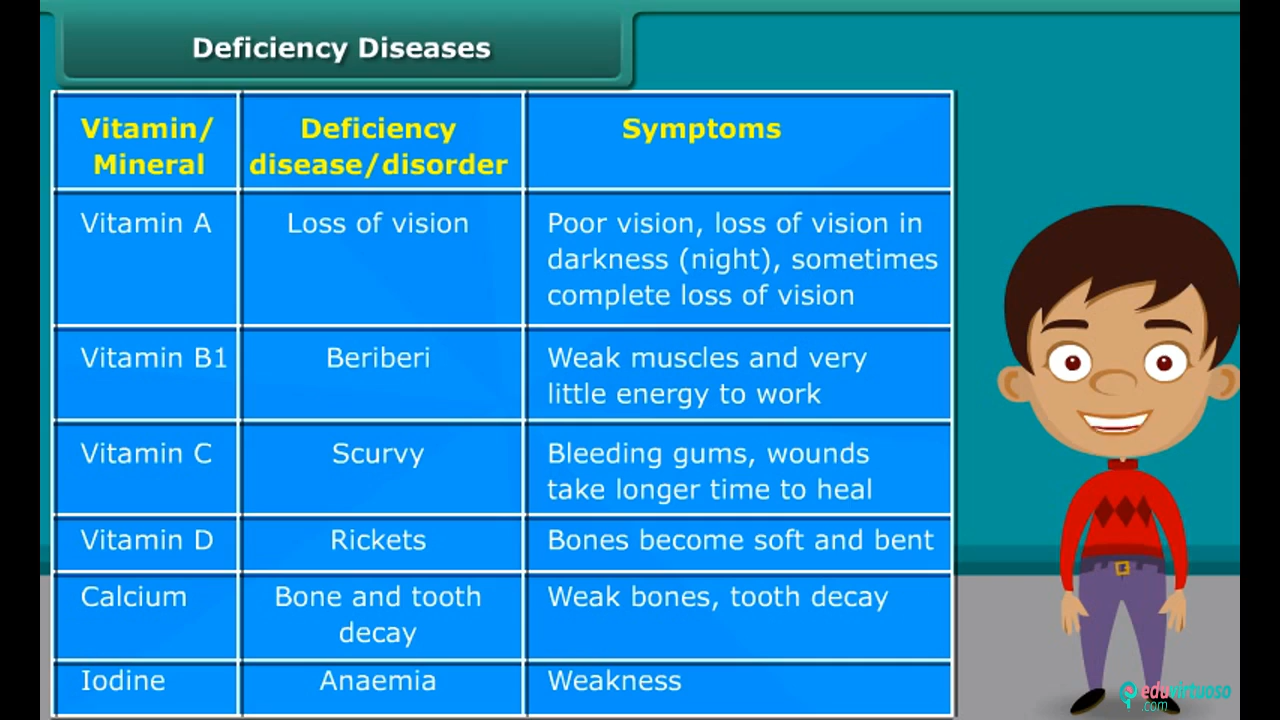 Deficiency Diseases
Vitamin/
Mineral
Deficiency
disease/disorder
Symptoms
Vitamin A
Loss of vision
Poor vision, loss of vision in
darkness (night), sometimes
complete loss of vision
Vitamin B1
Beriberi
Weak muscles and very
little energy to work
Vitamin C
Scurvy
Bleeding gums, wounds
take longer time to heal
Vitamin D
Rickets
Bones become soft and bent
Calcium
Bone and tooth
decay
Weak bones, tooth decay
Iodine
Anaemia
Weakness
eduvirtuoso
.com